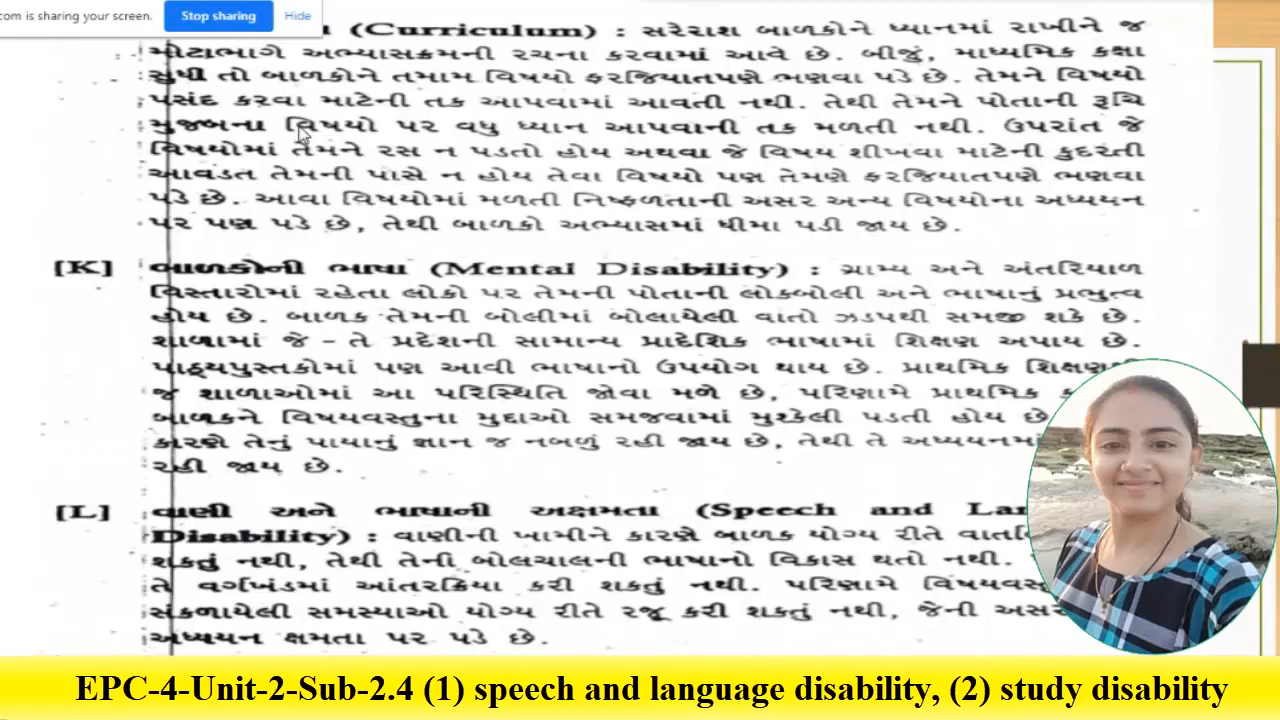 com is sharing your screen. Stop sharing Hide
(Curriculum) : સરેરાશ બાળકોને ધ્યાનમાં રાખીને જ
મોટાભાગે અભ્યાસક્રમની રચના કરવામાં આવે છે. બીજું, માધ્યમિક કક્ષા
સુધી તો બાળકોને તમામ વિષયો ફરજિયાતપણે ભણવા પડે છે. તેમને વિષયો
પસંદ કરવા માટેની તક આપવામાં આવતી નથી. તેથી તેમને પોતાની રૂચિ
મુજબના વિષયો પર વધુ ધ્યાન આપવાની તક મળતી નથી. ઉપરાંત જે
વિષયોમાં તેમને રસ ન પડતો હોય અથવા જે વિષય શીખવા માટેની કુદરતી
આવડત તેમની પાસે ન હોય તેવા વિષયો પણ તેમણે ફરજિયાતપણે ભણવા
પડે છે. આવા વિષયોમાં મળતી નિષ્ફળતાની અસર અન્ય વિષયોના અધ્યયન
પર પણ પડે છે, તેથી બાળકો અભ્યાસમાં ધીમા પડી જાય છે.
[K] બાળકોની ભાષા (Mental Disability) : ગ્રામ્ય અને અંતરિયાળ
વિસ્તારોમાં રહેતા લોકો પર તેમની પોતાની લોકબોલી અને ભાષાનું પ્રભુત્વ
હોય છે. બાળક તેમની બોલીમાં બોલાયેલી વાતો ઝડપથી સમજી શકે છે.
શાળામાં જે - તે પ્રદેશની સામાન્ય પ્રાદેશિક ભાષામાં શિક્ષણ અપાય છે.
પાઠ્યપુસ્તકોમાં પણ આવી ભાષાનો ઉપયોગ થાય છે. પ્રાથમિક
જ શાળાઓમાં આ પરિસ્થિતિ જોવા મળે છે, પરિણામે પ્રાથમિક
બાળકને વિષયવસ્તુના મુદ્દાઓ સમજવામાં મુશ્કેલી પડતી હોય છે
કારણે તેનું પાયાનું જ્ઞાન જ નબળું રહી જાય છે, તેથી તે
રહી જાય છે.
[L] વાણી અને ભાષાની અક્ષમતા (Speech and Lan
Disability) : વાણીની ખામીને કારણે બાળક યોગ્ય રીતે
શકતું નથી, તેથી તેની બોલચાલની ભાષાનો વિકાસ થતો નથી.
તે વર્ગખંડમાં આંતરક્રિયા કરી શકતું નથી. પરિણામે
સંકળાયેલી સમસ્યાઓ યોગ્ય રીતે રજૂ કરી શકતું નથી, જેની અસર
અધ્યયન ક્ષમતા પર પડે છે.
EPC-4-Unit-2-Sub-2.4 (1) speech and language disability, (2) study disability